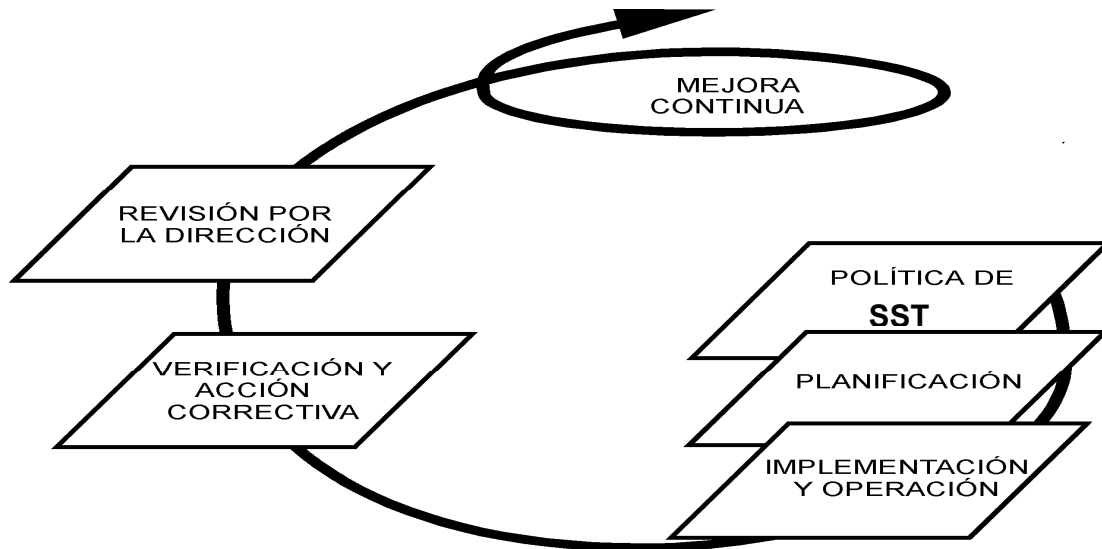 MEJORA
CONTINUA
REVISIÓN POR
LA DIRECCIÓN
POLÍTICA DE
SST
VERIFICACIÓN Y
ACCIÓN
CORRECTIVA
PLANIFICACIÓN
IMPLEMENTACIÓN
Y OPERACIÓN